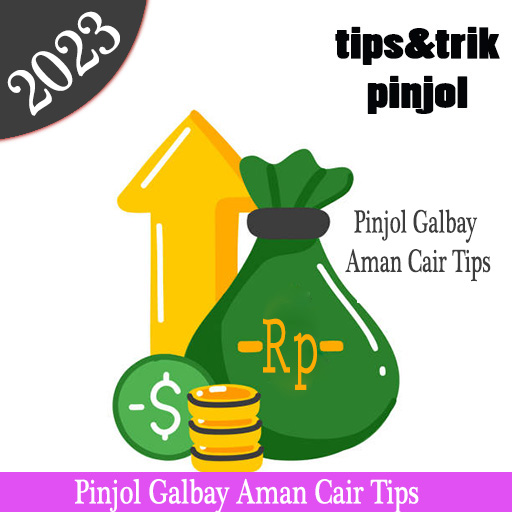 2023
tips&trik
pinjol
Pinjol Galbay
Aman Cair Tips
-Rp-
-$
Pinjol Galbay Aman Cair Tips